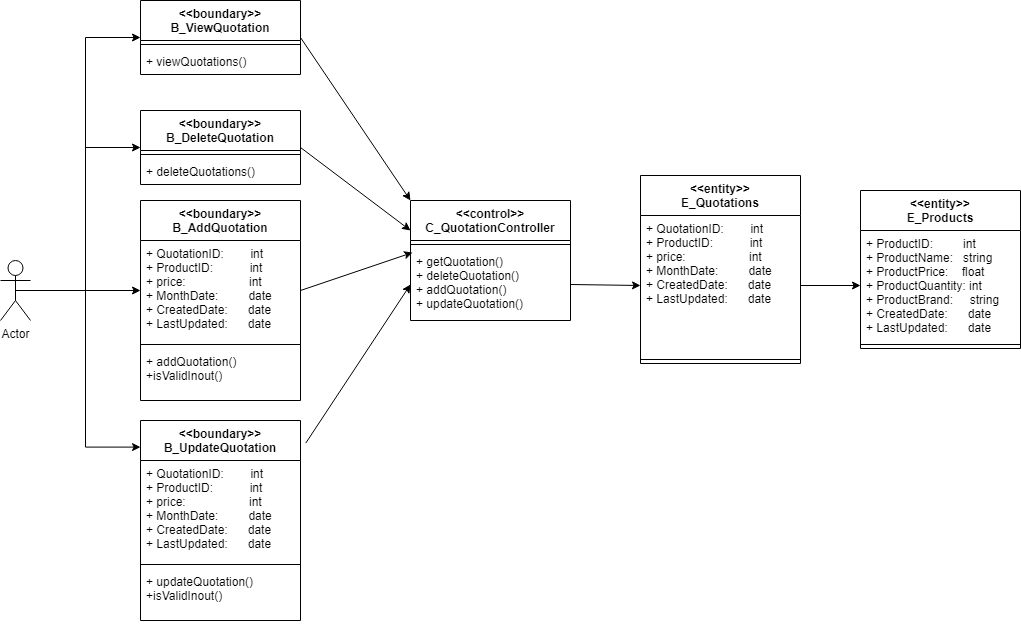 <<boundary>>
B_ViewQuotation
+ viewQuotations()
<<boundary>>
B_DeleteQuotation
+ deleteQuotations()
<<boundary>>
B_AddQuotation
+ QuotationID: int
+ ProductID: int
+ price: int
+ MonthDate: date
+ CreatedDate: date
+ LastUpdated: date
+ addQuotation()
+isValidInout()
<<boundary>>
B_UpdateQuotation
+ QuotationID: int
+ ProductID: int
+ price: int
+ MonthDate: date
+ CreatedDate: date
+ LastUpdated: date
+ updateQuotation()
+isValidInout()
Actor
<<control>>
C_QuotationController
+ getQuotation()
+ deleteQuotation()
+ addQuotation()
+ updateQuotation()
<<entity>>
E_Quotations
+ QuotationID: int
+ ProductID: int
+ price: int
+ MonthDate: date
+ CreatedDate: date
+ LastUpdated: date
<<entity>>
E_Products
+ ProductID: int
+ ProductName: string
+ ProductPrice: float
+ ProductQuantity: int
+ ProductBrand: string
+ CreatedDate: date
+ LastUpdated: date